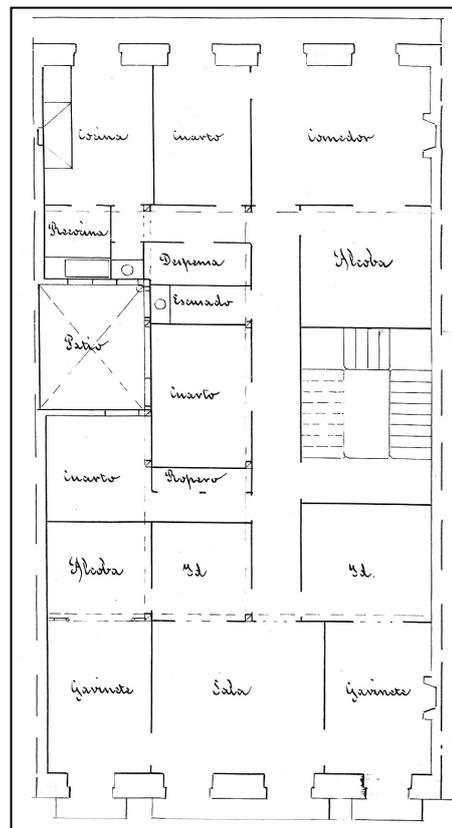 Cocina
Cuarto
Comedor
Recocina
Despensa
Alcoba
Escusado
Patio
Cuarto
Cuarto
Ropero
Alcoba
Id
Id.
Gavinete
Sala
Gavinete